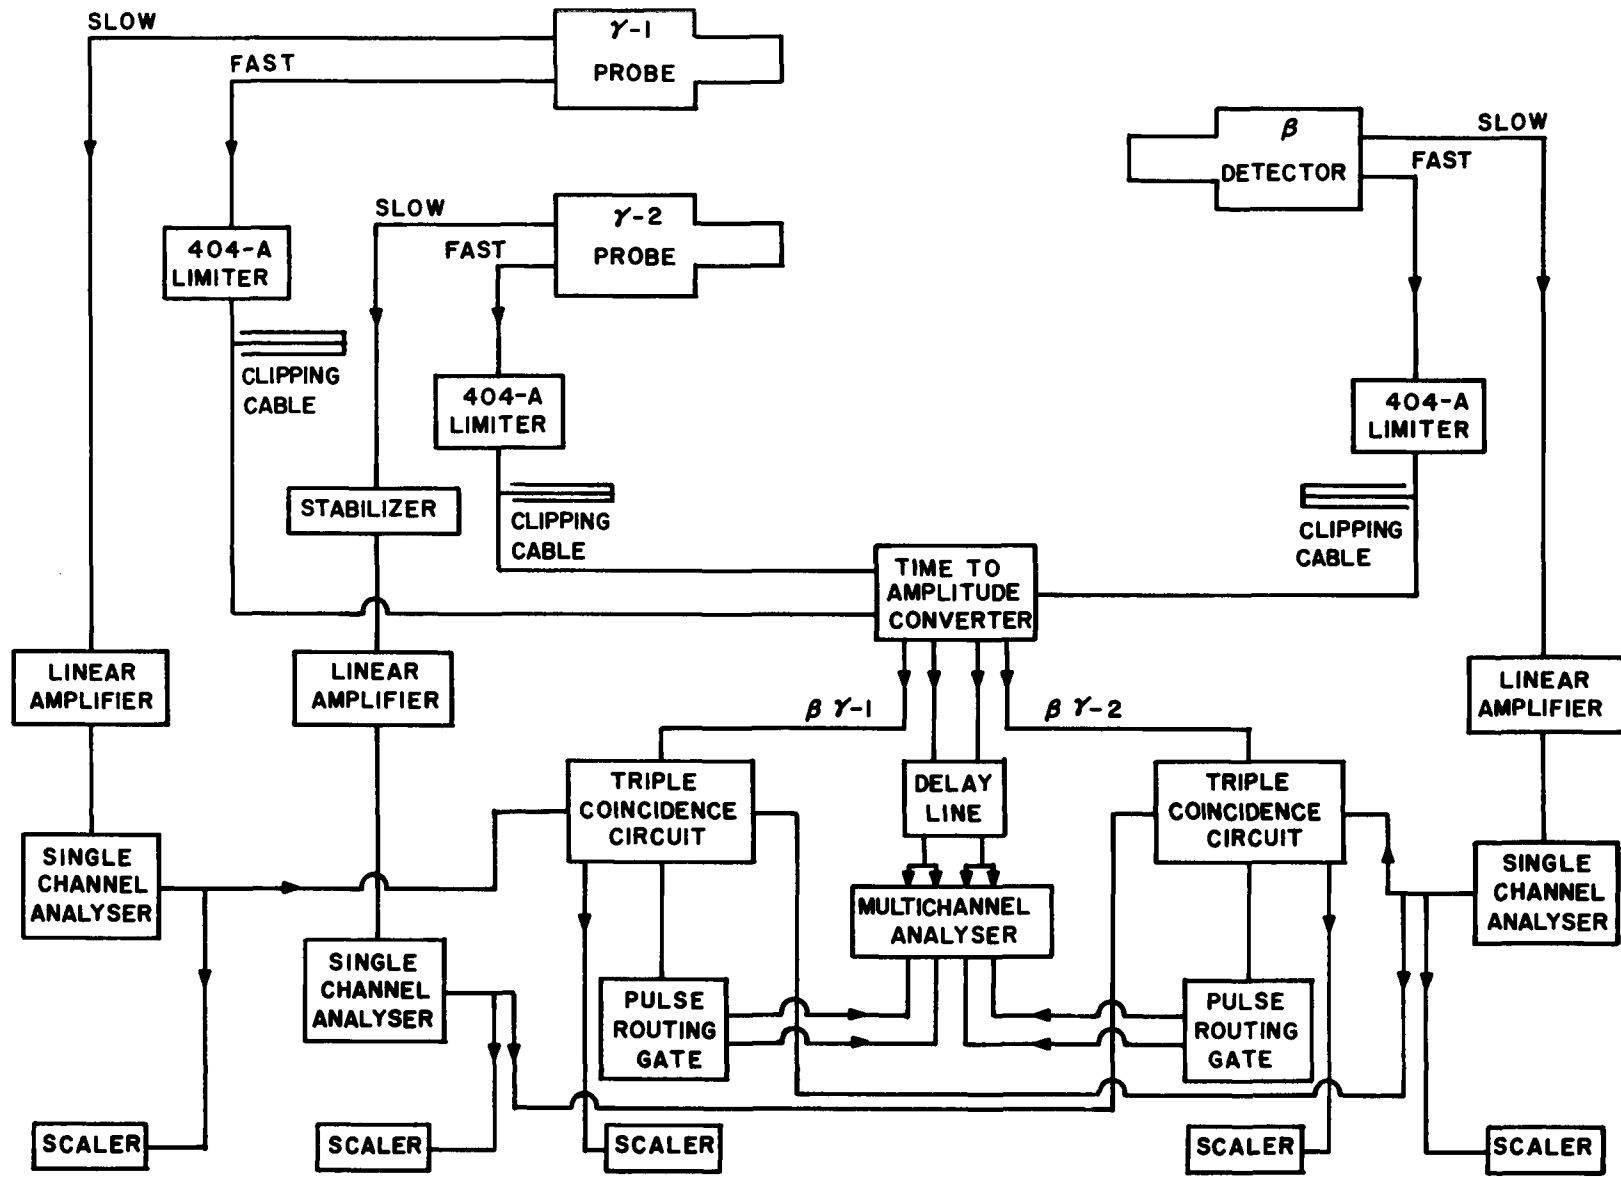 SLOW
γ-1
PROBE
FAST
β
DETECTOR
SLOW
FAST
SLOW
γ-2
PROBE
FAST
404-A
LIMITER
CLIPPING
CABLE
404-A
LIMITER
404-A
LIMITER
STABILIZER
CLIPPING
CABLE
CLIPPING
CABLE
TIME TO
AMPLITUDE
CONVERTER
LINEAR
AMPLIFIER
LINEAR
AMPLIFIER
LINEAR
AMPLIFIER
β γ-1
β γ-2
TRIPLE
COINCIDENCE
CIRCUIT
DELAY
LINE
TRIPLE
COINCIDENCE
CIRCUIT
SINGLE
CHANNEL
ANALYSER
SINGLE
CHANNEL
ANALYSER
MULTICHANNEL
ANALYSER
SINGLE
CHANNEL
ANALYSER
PULSE
ROUTING
GATE
PULSE
ROUTING
GATE
SCALER
SCALER
SCALER
SCALER
SCALER